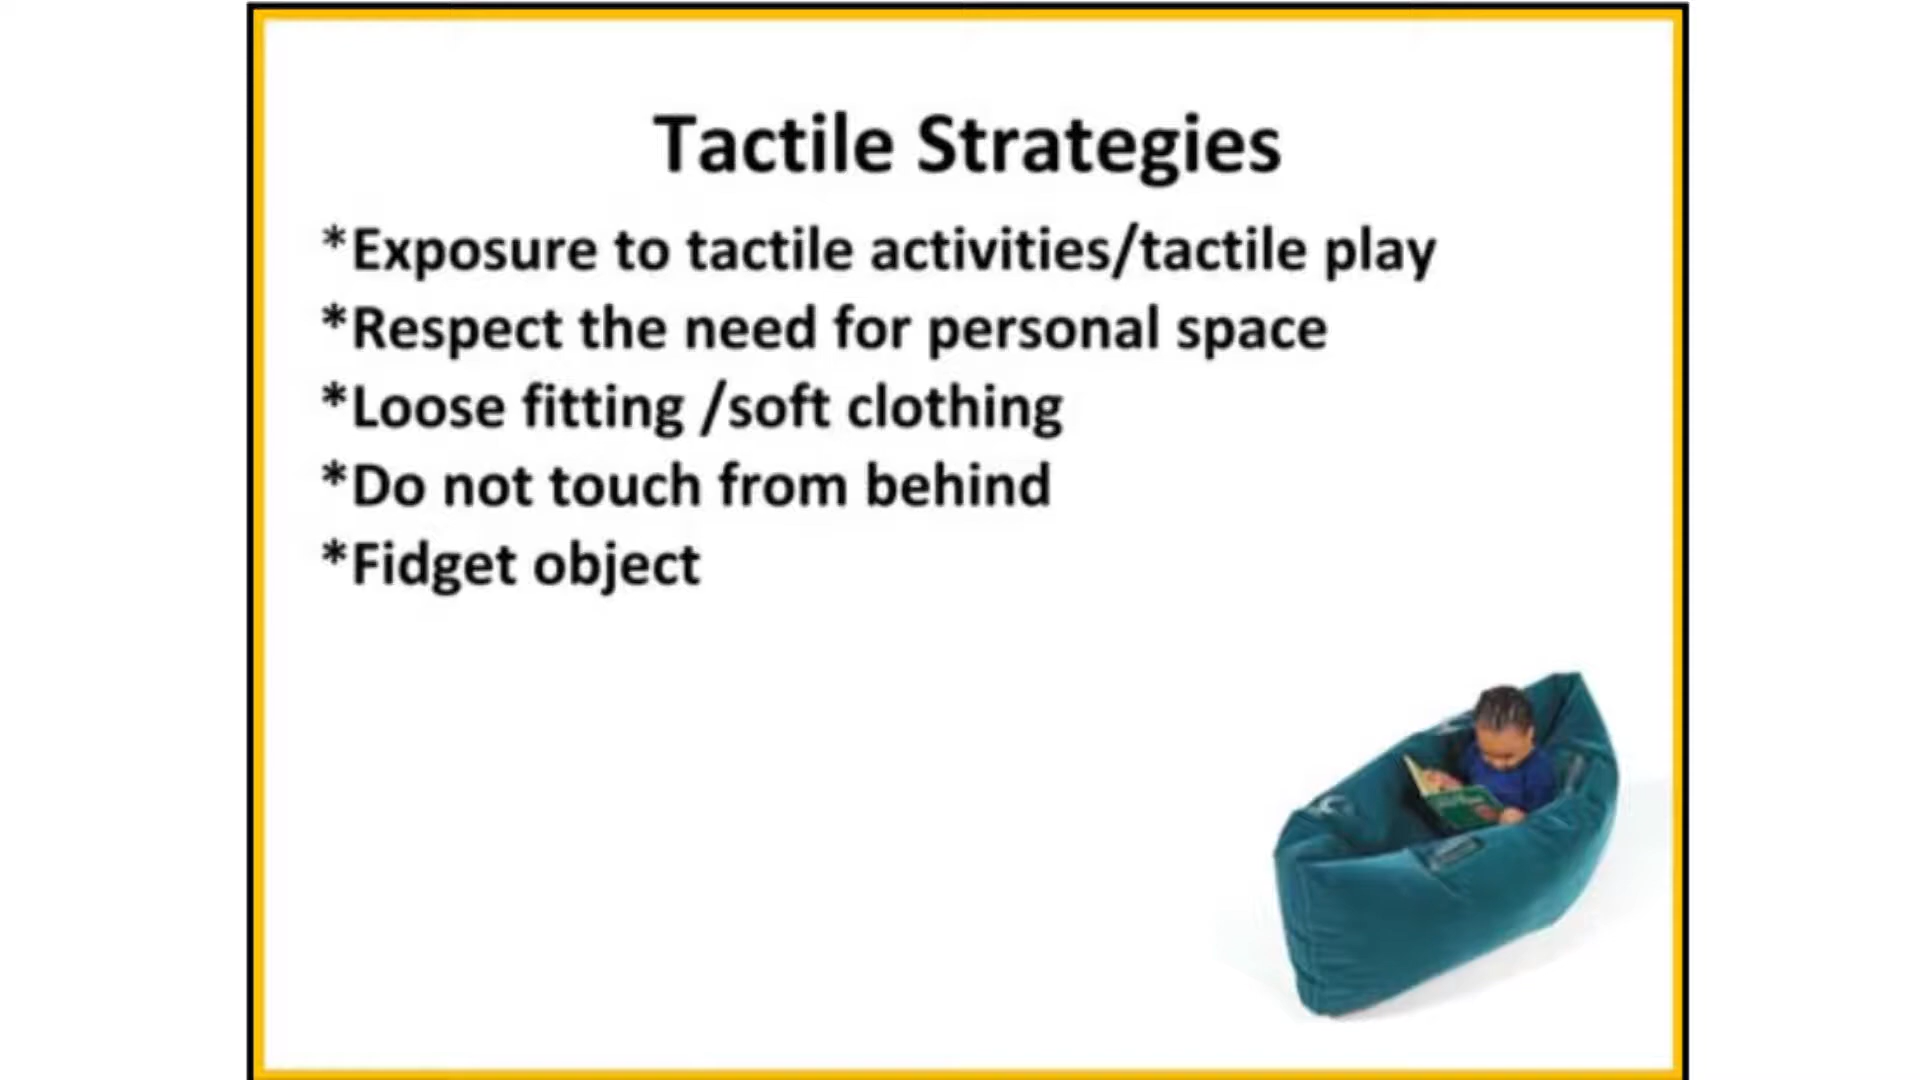 Tactile Strategies
*Exposure to tactile activities/tactile play
*Respect the need for personal space
*Loose fitting /soft clothing
*Do not touch from behind
*Fidget object